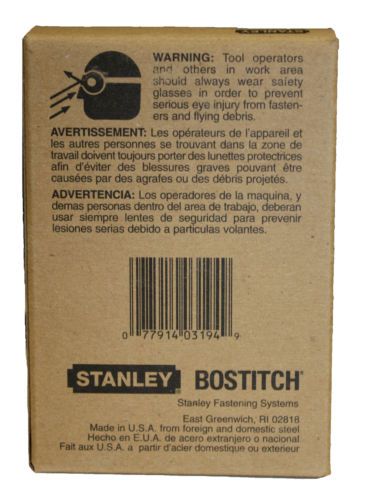 STANLEY BOSTITCH
WARNING: Tool operators
and others in work area
should always wear safety
glasses in order to prevent
serious eye injury from fasten-
ers and flying debris.
AVERTISSEMENT: Les opérateurs de l'appareil et
les autres personnes se trouvant dans la zone de
travail doivent toujours porter des lunettes protectrices
afin d'éviter des blessures graves pouvant être
causées par des agrafes ou des débris projetés.
ADVERTENCIA: Los operadores de la maquina, y
demas personas dentro del area de trabajo, deberan
usar siempre lentes de seguridad para prevenir
lesiones serias debido a particulas volantes.
0 77914 03194 9
STANLEY BOSTITCH®
Stanley Fastening Systems
East Greenwich, RI 02818
Made in U.S.A. from foreign and domestic steel
Hecho en E.U.A. de acero extranjero o nacional
Fait aux U.S.A. a partir d'acier domestique ou exterieur